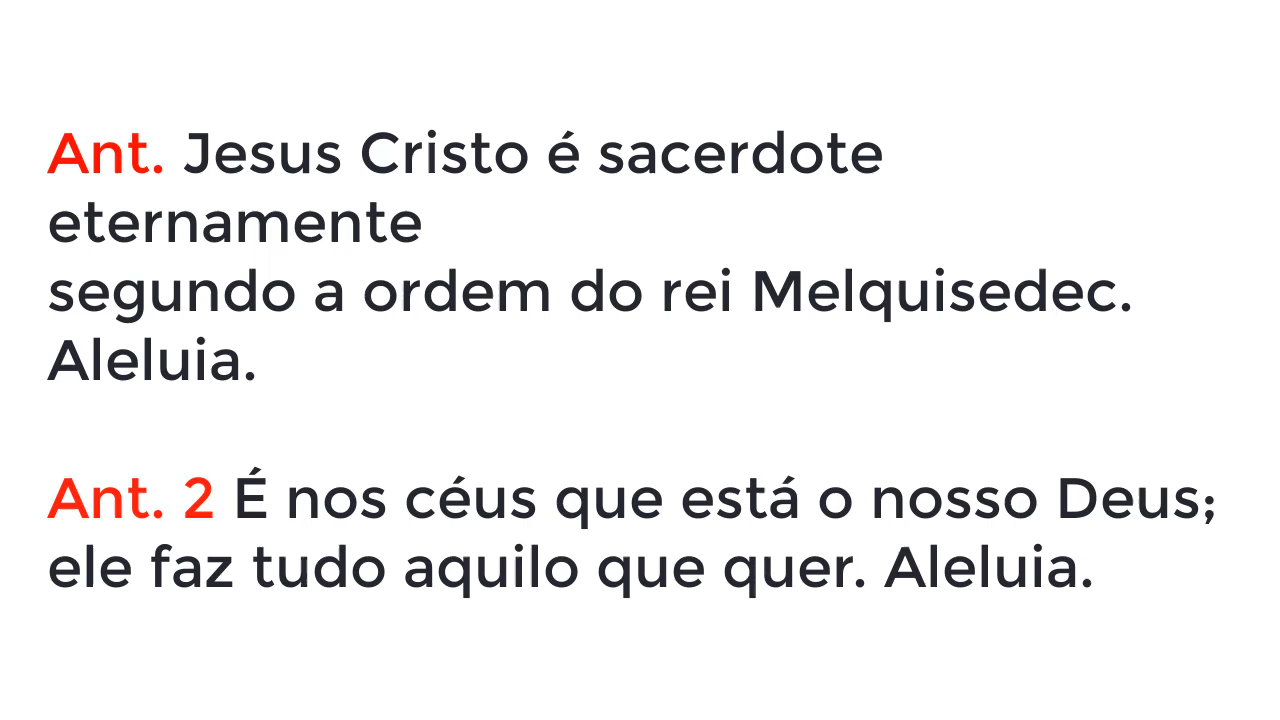 Ant. Jesus Cristo é sacerdote
eternamente
segundo a ordem do rei Melquisedec.
Aleluia.
Ant. 2 É nos céus que está o nosso Deus;
ele faz tudo aquilo que quer. Aleluia.